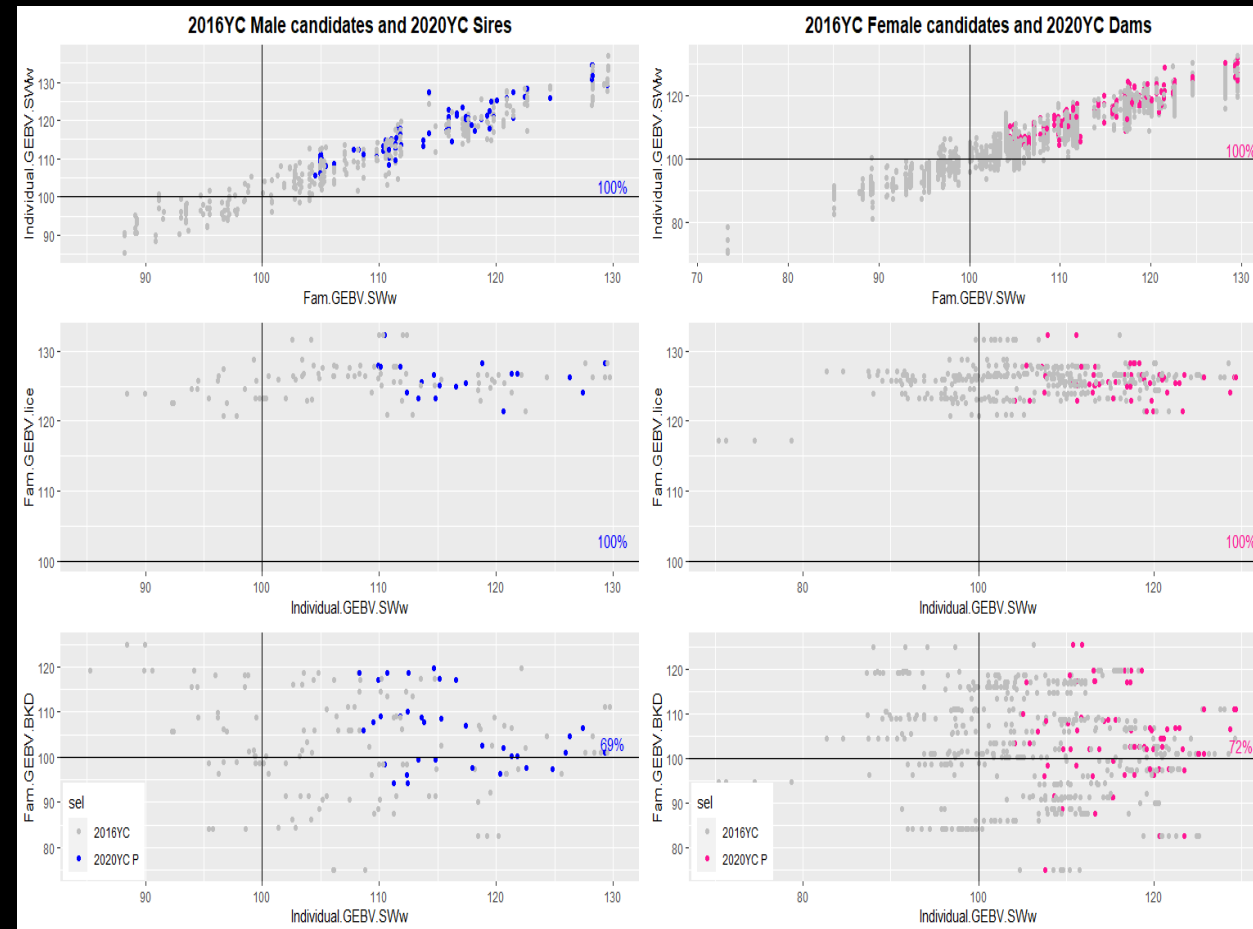 2016YC Male candidates and 2020YC Sires
2016YC Female candidates and 2020YC Dams
Individual.GEBV.SWw
130
120
110
100
90
100%
90 100 110 120 130
Fam.GEBV.SWw
Individual.GEBV.SWw
120
100
80
100%
70 80 90 100 110 120 130
Fam.GEBV.SWw
Fam.GEBV.lice
130
120
110
100
100%
90 100 110 120 130
Individual.GEBV.SWw
Fam.GEBV.lice
130
120
110
100
100%
80 100 120
Individual.GEBV.SWw
Fam.GEBV.BKD
120
110
100
90
80
69%
sel
2016YC
2020YC P
90 100 110 120 130
Individual.GEBV.SWw
Fam.GEBV.BKD
120
110
100
90
80
72%
sel
2016YC
2020YC P
80 100 120
Individual.GEBV.SWw